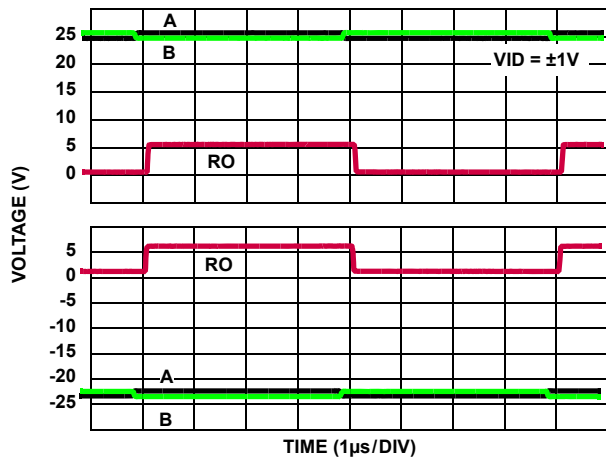 A
25
B
VID = ±1V
20
15
10
5
RO
0
VOLTAGE (V)
5
RO
0
-5
-10
-15
-20
A
-25
B
TIME (1µs/DIV)